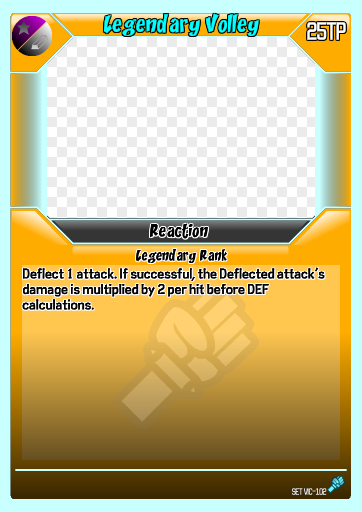 Legendary Volley
25TP
Reaction
Legendary Rank
Deflect 1 attack. If successful, the Deflected attack's
damage is multiplied by 2 per hit before DEF
calculations.
SET VIC-102